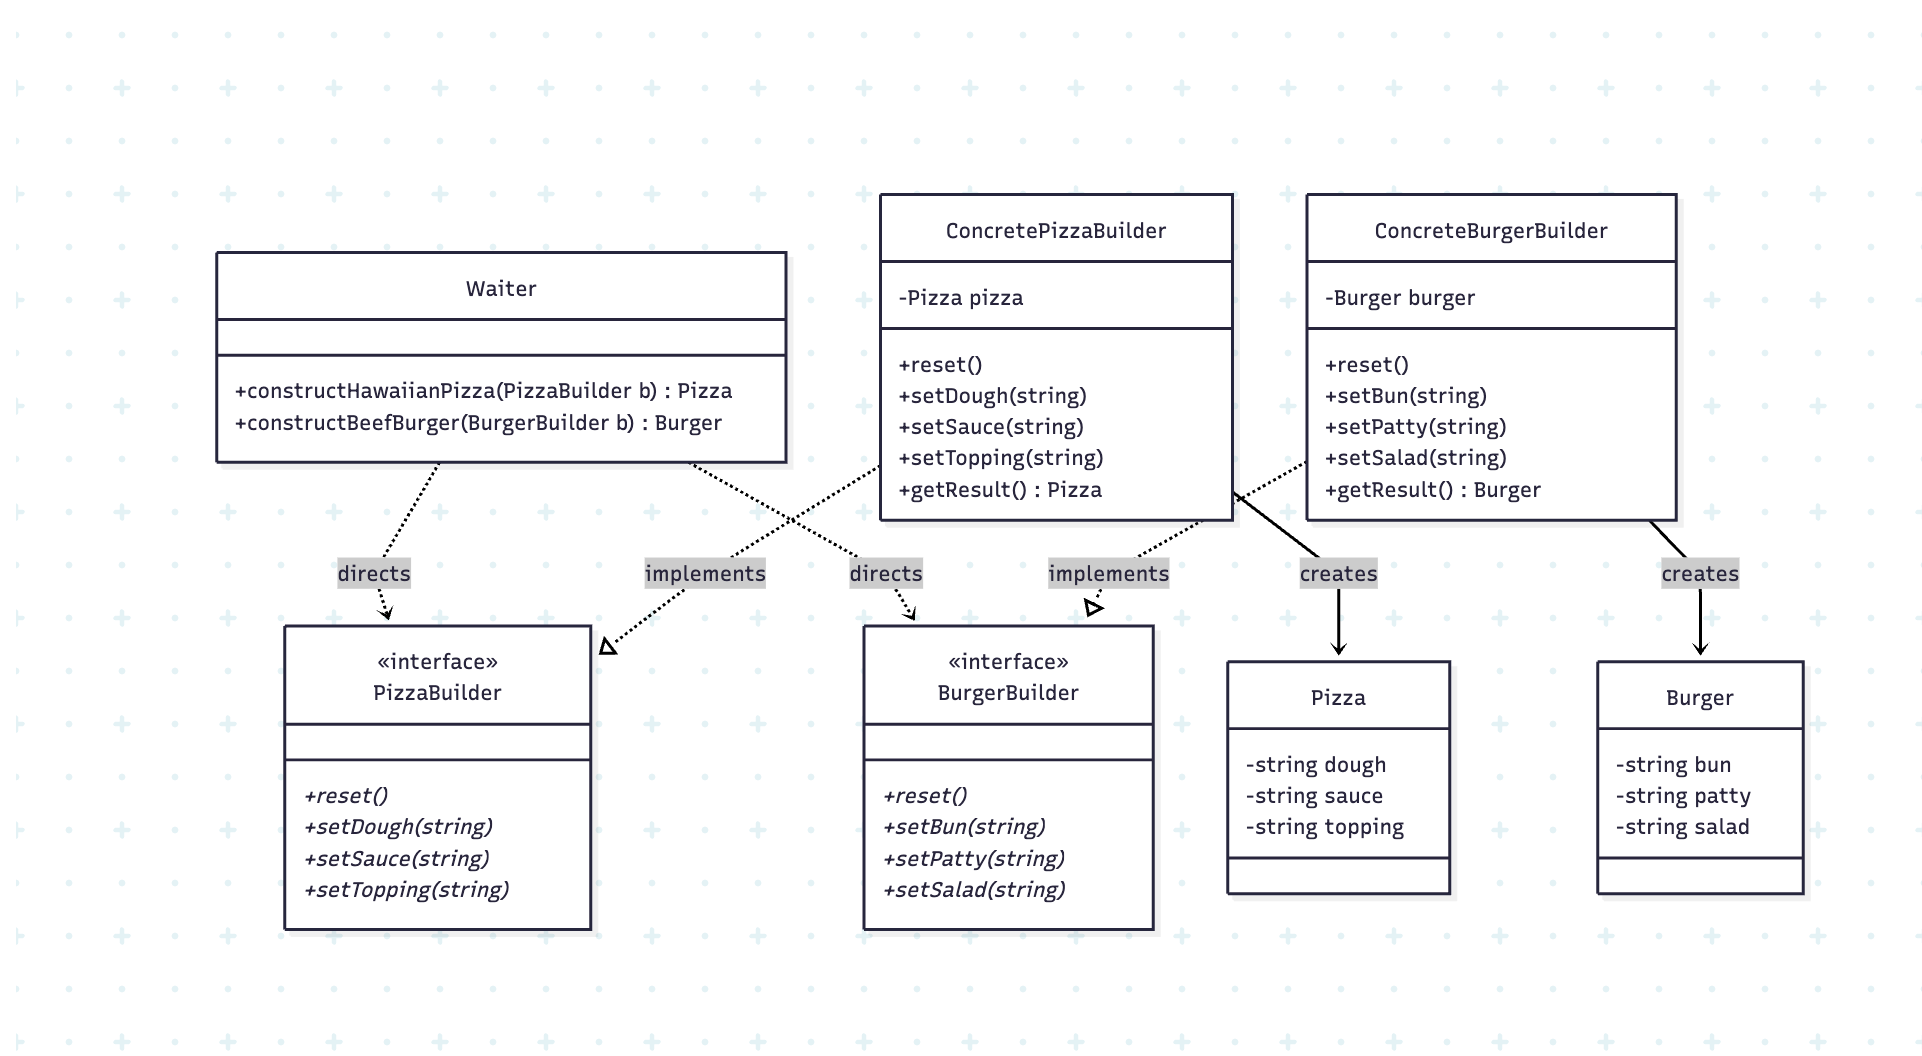 Waiter
+constructHawaiianPizza(PizzaBuilder b) : Pizza
+constructBeefBurger(BurgerBuilder b) : Burger
ConcretePizzaBuilder
-Pizza pizza
+reset()
+setDough(string)
+setSauce(string)
+setTopping(string)
+getResult() : Pizza
ConcreteBurgerBuilder
-Burger burger
+reset()
+setBun(string)
+setPatty(string)
+setSalad(string)
+getResult() : Burger
directs
implements
directs
implements
creates
creates
«interface»
PizzaBuilder
+reset()
+setDough(string)
+setSauce(string)
+setTopping(string)
«interface»
BurgerBuilder
+reset()
+setBun(string)
+setPatty(string)
+setSalad(string)
Pizza
-string dough
-string sauce
-string topping
Burger
-string bun
-string patty
-string salad